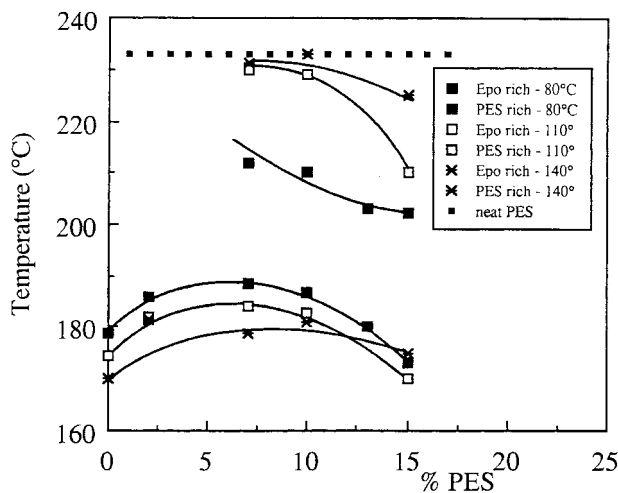 240
220
200
180
160
Temperature (°C)
Epo rich - 80°C
PES rich - 80°C
Epo rich - 110°
PES rich - 110°
Epo rich - 140°
PES rich - 140°
neat PES
0
5
10
15
20
25
% PES